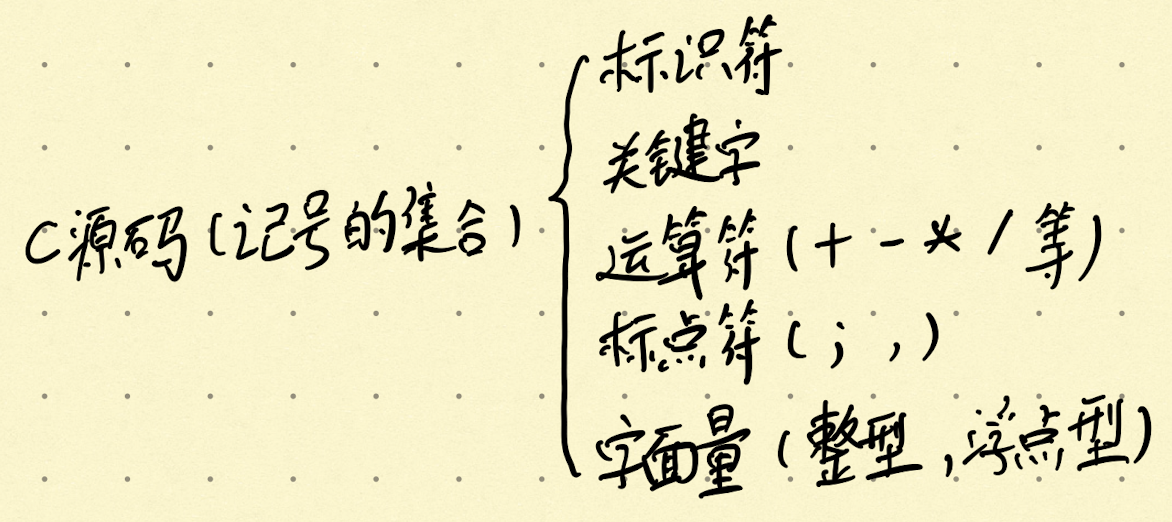 标识符
关键字
C源码(记号的集合)
运算符(+ - * / 等)
标点符(; ,)
字面量(整型,浮点型)